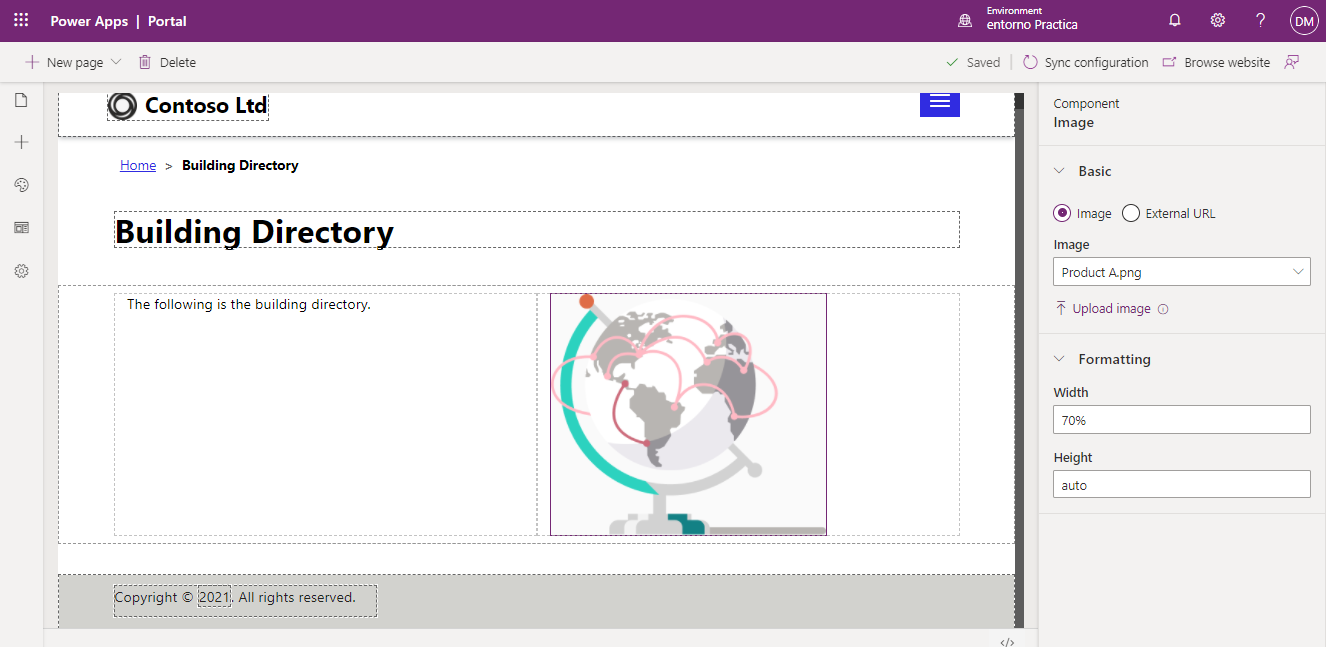 Power Apps | Portal
Environment
entorno Practica
?
DM
New page
Delete
Saved
Sync configuration
Browse website
Contoso Ltd
Home > Building Directory
Building Directory
The following is the building directory.
Copyright © 2021. All rights reserved.
</>
Component
Image
Basic
Image
External URL
Image
Product A.png
Upload image
Formatting
Width
70%
Height
auto